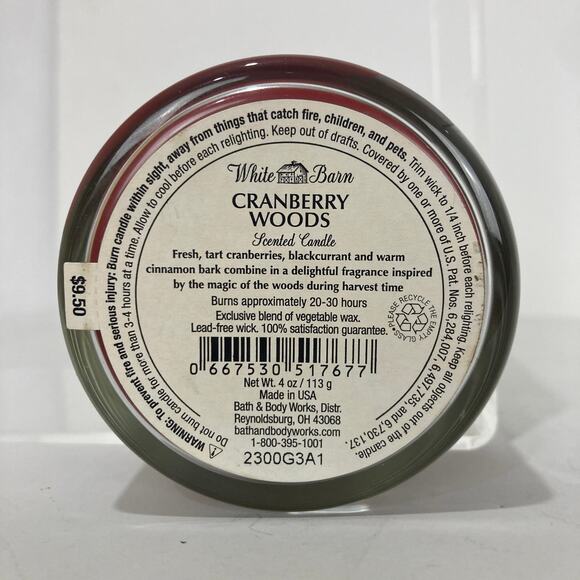 WARNING: To prevent fire and serious injury: Burn candle within sight, away from things that catch fire, children, and pets. Trim wick to 1/4 inch before each relighting. Keep all objects out of the candle.
Do not burn candle for more than 3-4 hours at a time. Allow to cool before each relighting. Keep out of drafts. Covered by one or more of U.S. Pat. Nos. 6,284,007, 6,497,735, and 6,730,137.
White Barn
CRANBERRY
WOODS
Scented Candle
Fresh, tart cranberries, blackcurrant and warm
cinnamon bark combine in a delightful fragrance inspired
by the magic of the woods during harvest time
Burns approximately 20-30 hours
Exclusive blend of vegetable wax.
Lead-free wick. 100% satisfaction guarantee.
•PLEASE RECYCLE THE EMPTY GLASS
0 667530 517677
Net Wt. 4 oz / 113 g
Made in USA
Bath & Body Works, Distr.
Reynoldsburg, OH 43068
bathandbodyworks.com
1-800-395-1001
2300G3A1
$9.50